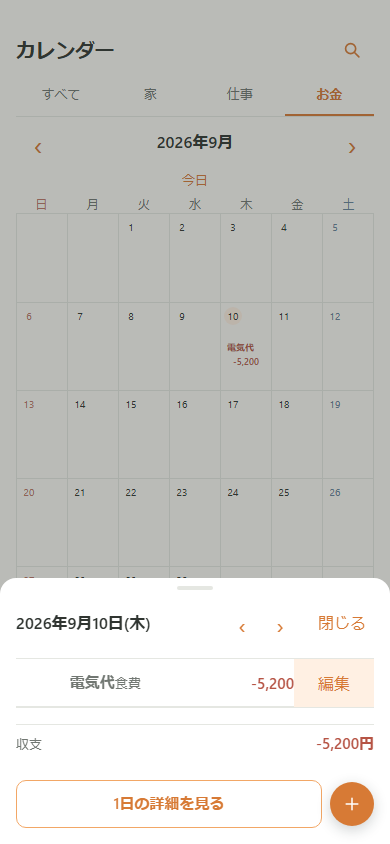 カレンダー
すべて 家 仕事 お金
‹ 2026年9月 ›
今日
日 月 火 水 木 金 土
1 2 3 4 5
6 7 8 9 10 11 12
電気代
-5,200
13 14 15 16 17 18 19
20 21 22 23 24 25 26
2026年9月10日(木) ‹ › 閉じる
電気代食費 -5,200 編集
収支 -5,200円
1日の詳細を見る +